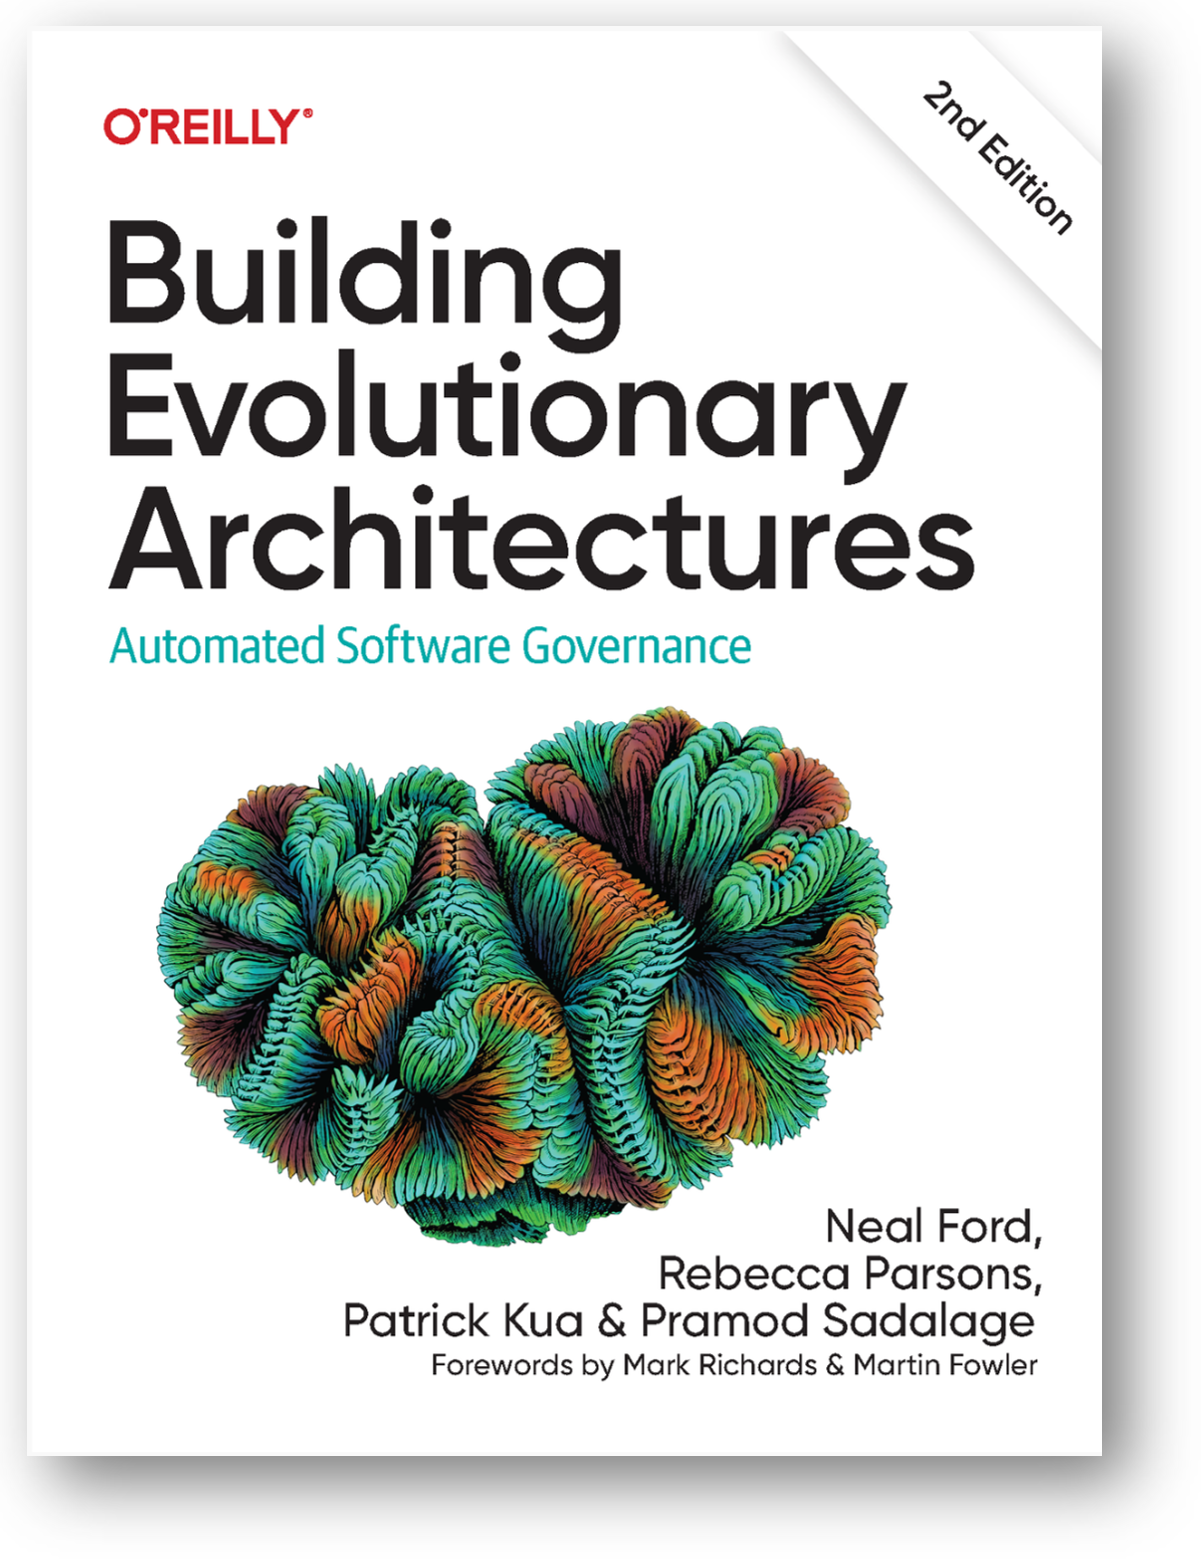 O'REILLY®
2nd Edition
Building
Evolutionary
Architectures
Automated Software Governance
Neal Ford,
Rebecca Parsons,
Patrick Kua & Pramod Sadalage
Forewords by Mark Richards & Martin Fowler